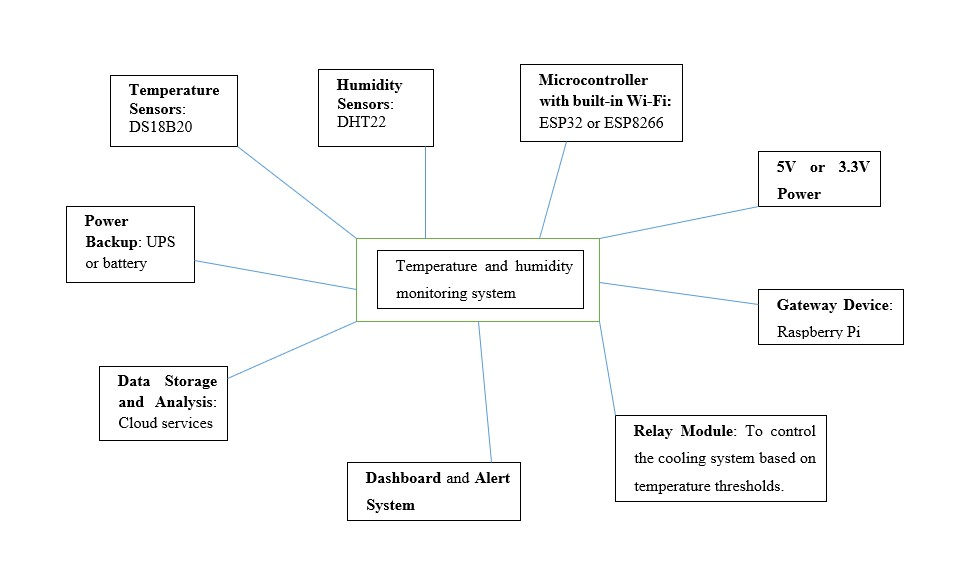 Temperature
Sensors:
DS18B20
Humidity
Sensors:
DHT22
Microcontroller
with built-in Wi-Fi:
ESP32 or ESP8266
5V or 3.3V
Power
Power
Backup: UPS
or battery
Temperature and humidity
monitoring system
Gateway Device:
Raspberry Pi
Data Storage
and Analysis:
Cloud services
Relay Module: To control
the cooling system based on
temperature thresholds.
Dashboard and Alert
System